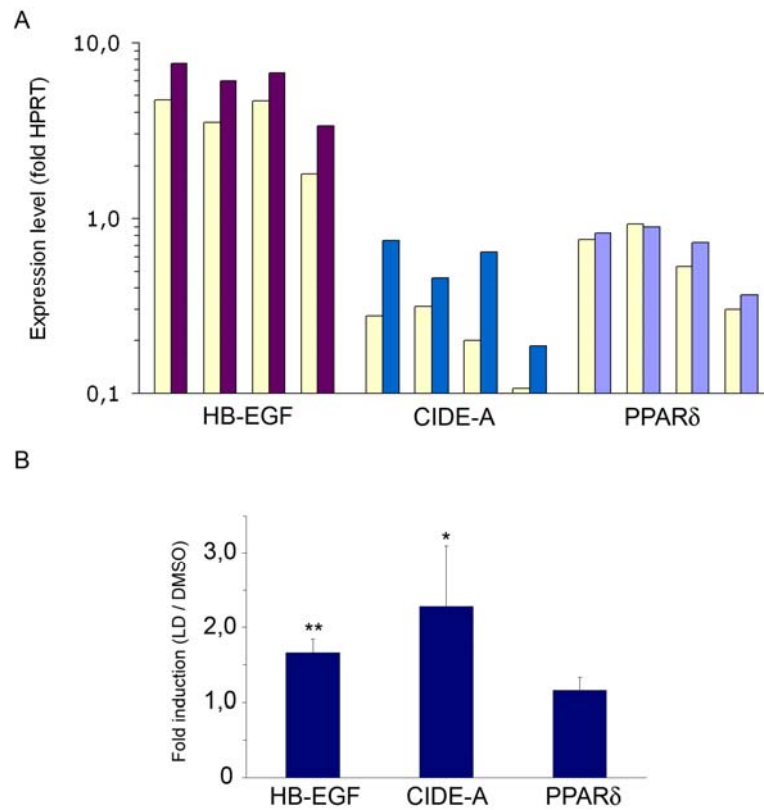 A
Expression level (fold HPRT)
10,0
1,0
0,1
HB-EGF CIDE-A PPARδ
B
Fold induction (LD / DMSO)
3,0
2,0
1,0
0
**
*
HB-EGF CIDE-A PPARδ